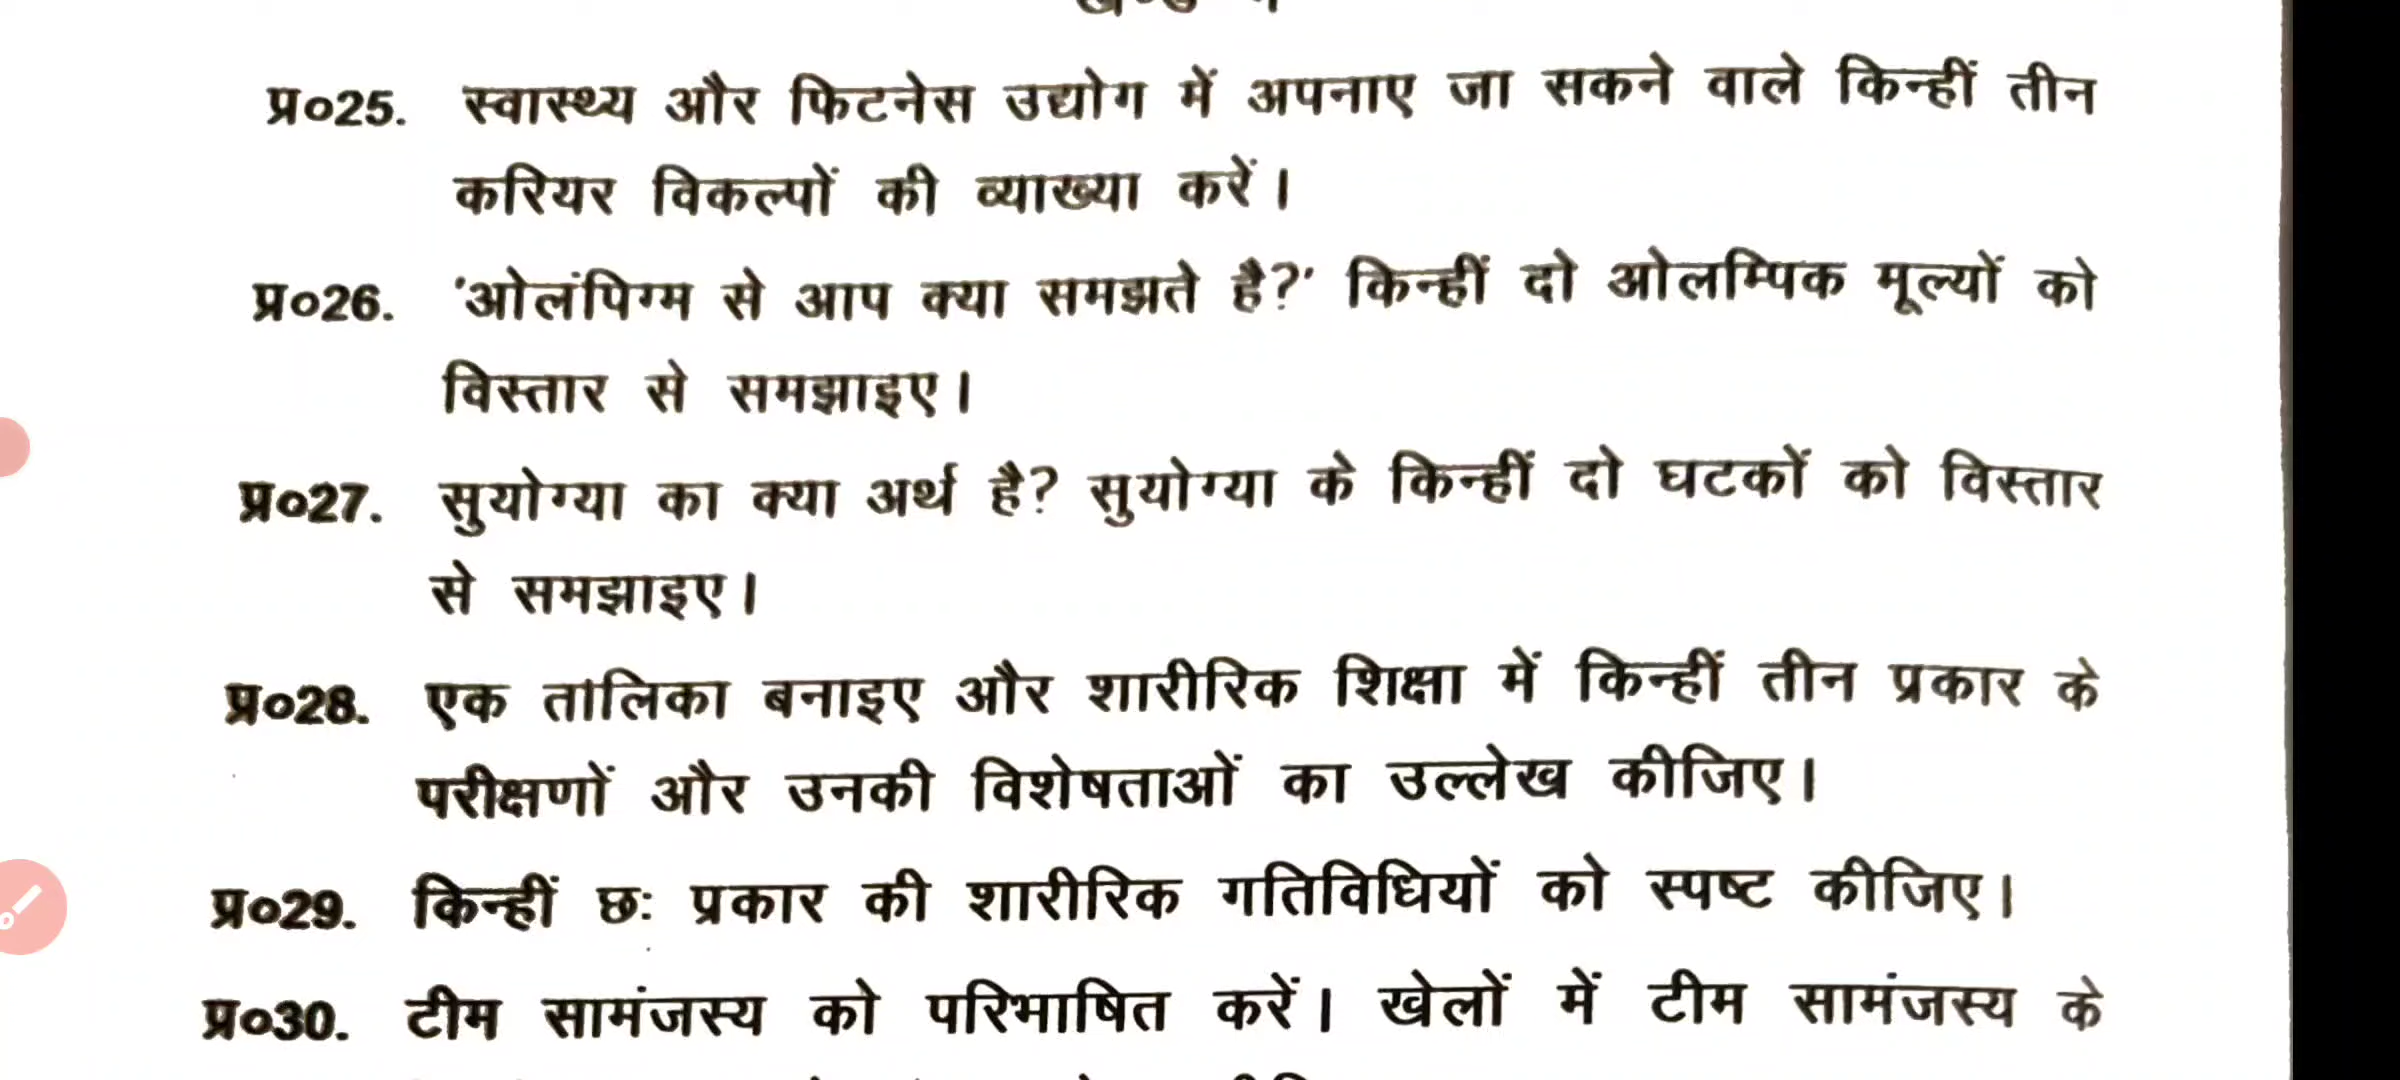 प्र०25. स्वास्थ्य और फिटनेस उद्योग में अपनाए जा सकने वाले किन्हीं तीन
करियर विकल्पों की व्याख्या करें।
प्र०26. 'ओलंपिग्म से आप क्या समझते है?' किन्हीं दो ओलम्पिक मूल्यों को
विस्तार से समझाइए।
प्र०27. सुयोग्या का क्या अर्थ है? सुयोग्या के किन्हीं दो घटकों को विस्तार
से समझाइए।
प्र०28. एक तालिका बनाइए और शारीरिक शिक्षा में किन्हीं तीन प्रकार के
परीक्षणों और उनकी विशेषताओं का उल्लेख कीजिए।
प्र०29. किन्हीं छः प्रकार की शारीरिक गतिविधियों को स्पष्ट कीजिए।
प्र०30. टीम सामंजस्य को परिभाषित करें। खेलों में टीम सामंजस्य के